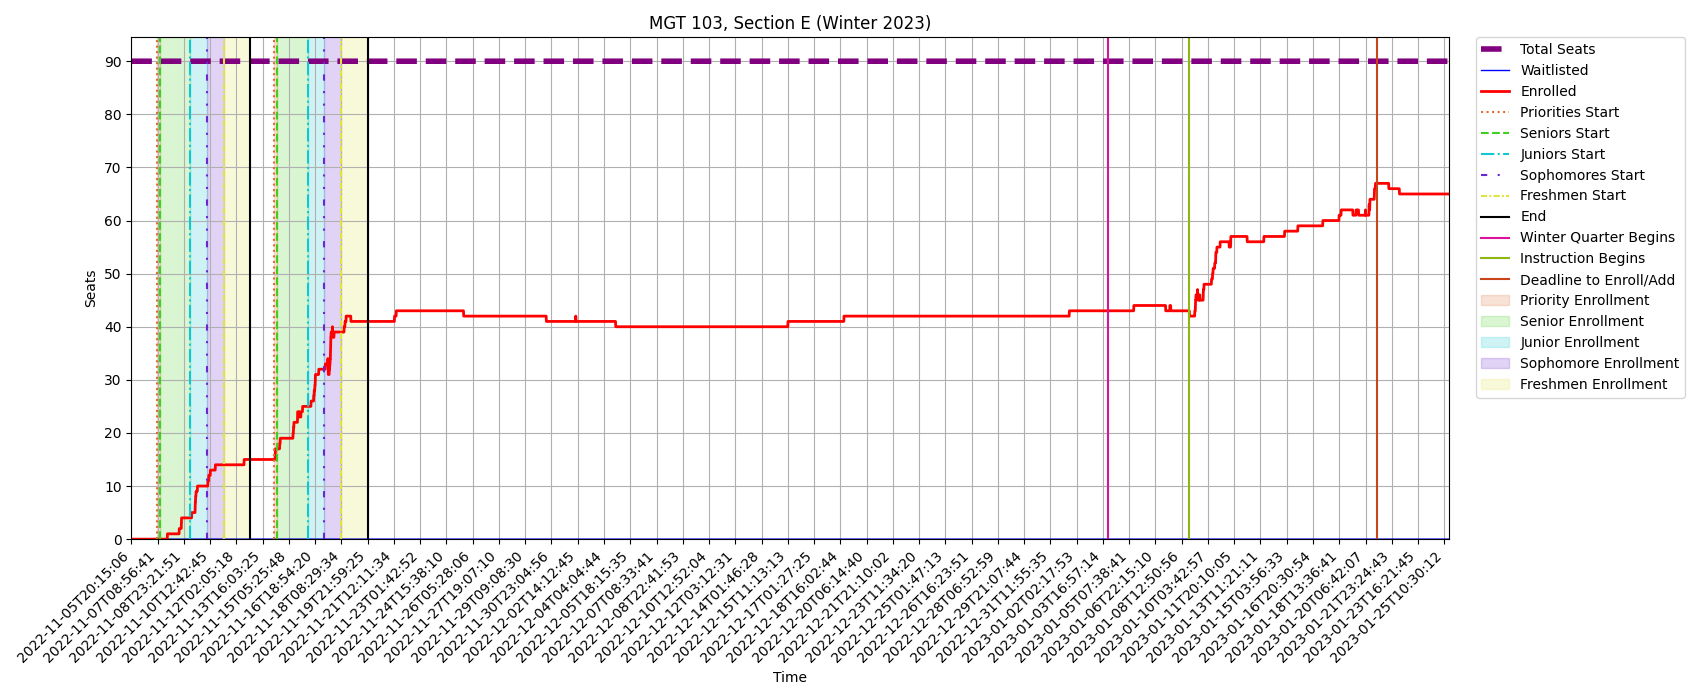 MGT 103, Section E (Winter 2023)
Seats
90
80
70
60
50
40
30
20
10
0
2022-11-05T20:15:06
2022-11-07T08:56:41
2022-11-08T23:21:51
2022-11-10T12:42:45
2022-11-12T02:05:18
2022-11-13T16:03:25
2022-11-15T05:25:48
2022-11-16T18:54:20
2022-11-18T08:29:34
2022-11-19T21:59:25
2022-11-21T12:11:34
2022-11-23T01:42:52
2022-11-24T15:38:10
2022-11-26T05:28:06
2022-11-27T19:07:10
2022-11-29T09:08:30
2022-11-30T23:04:56
2022-12-02T14:12:45
2022-12-04T04:04:44
2022-12-05T18:15:35
2022-12-07T08:33:41
2022-12-08T22:41:53
2022-12-10T12:52:04
2022-12-12T03:12:31
2022-12-14T01:46:28
2022-12-15T11:13:13
2022-12-17T01:27:25
2022-12-18T16:02:44
2022-12-20T06:14:40
2022-12-21T21:10:02
2022-12-23T11:34:20
2022-12-25T01:47:13
2022-12-26T16:23:51
2022-12-28T06:52:59
2022-12-29T21:07:44
2022-12-31T11:55:35
2023-01-02T02:17:53
2023-01-03T16:57:14
2023-01-05T07:38:41
2023-01-06T22:15:10
2023-01-08T12:50:56
2023-01-10T03:42:57
2023-01-11T20:10:05
2023-01-13T11:21:11
2023-01-15T03:56:33
2023-01-16T20:30:54
2023-01-18T13:36:41
2023-01-20T06:42:07
2023-01-21T23:24:43
2023-01-23T16:21:45
2023-01-25T10:30:12
Time
Total Seats
Waitlisted
Enrolled
Priorities Start
Seniors Start
Juniors Start
Sophomores Start
Freshmen Start
End
Winter Quarter Begins
Instruction Begins
Deadline to Enroll/Add
Priority Enrollment
Senior Enrollment
Junior Enrollment
Sophomore Enrollment
Freshmen Enrollment